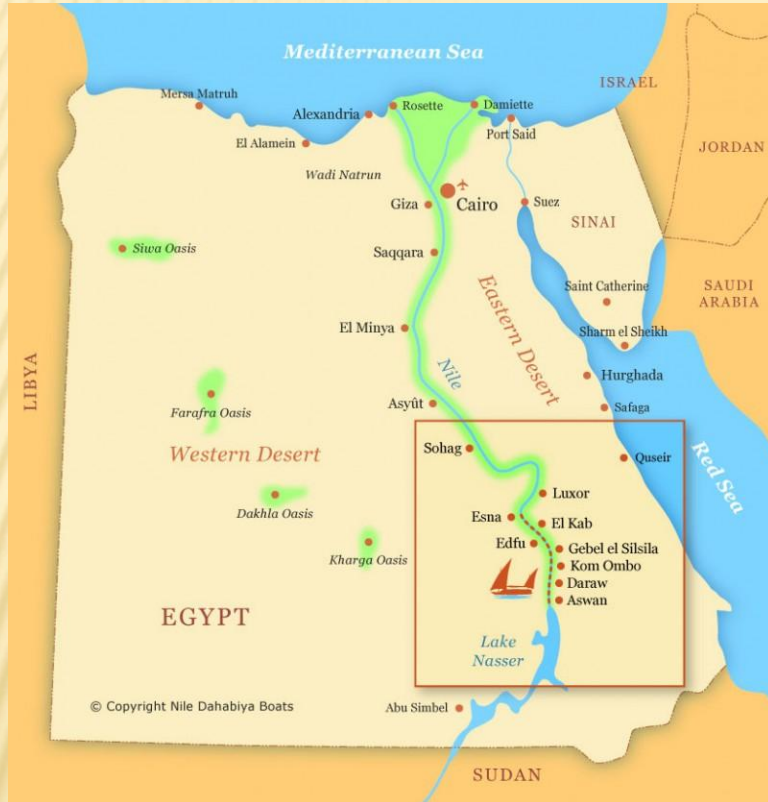 Mediterranean Sea
ISRAEL
Mersa Matruh
Rosette
Damiette
Alexandria
Port Said
El Alamein
JORDAN
Wadi Natrun
Giza
Cairo
Suez
SINAI
Siwa Oasis
Saqqara
SAUDI
ARABIA
Saint Catherine
Eastern Desert
El Minya
Sharm el Sheikh
LIBYA
Nile
Hurghada
Farafra Oasis
Asyût
Safaga
Western Desert
Sohag
Quseir
Red Sea
Luxor
Dakhla Oasis
Esna
El Kab
Edfu
Gebel el Silsila
Kharga Oasis
Kom Ombo
Daraw
Aswan
EGYPT
Lake
Nasser
© Copyright Nile Dahabiya Boats
Abu Simbel
SUDAN